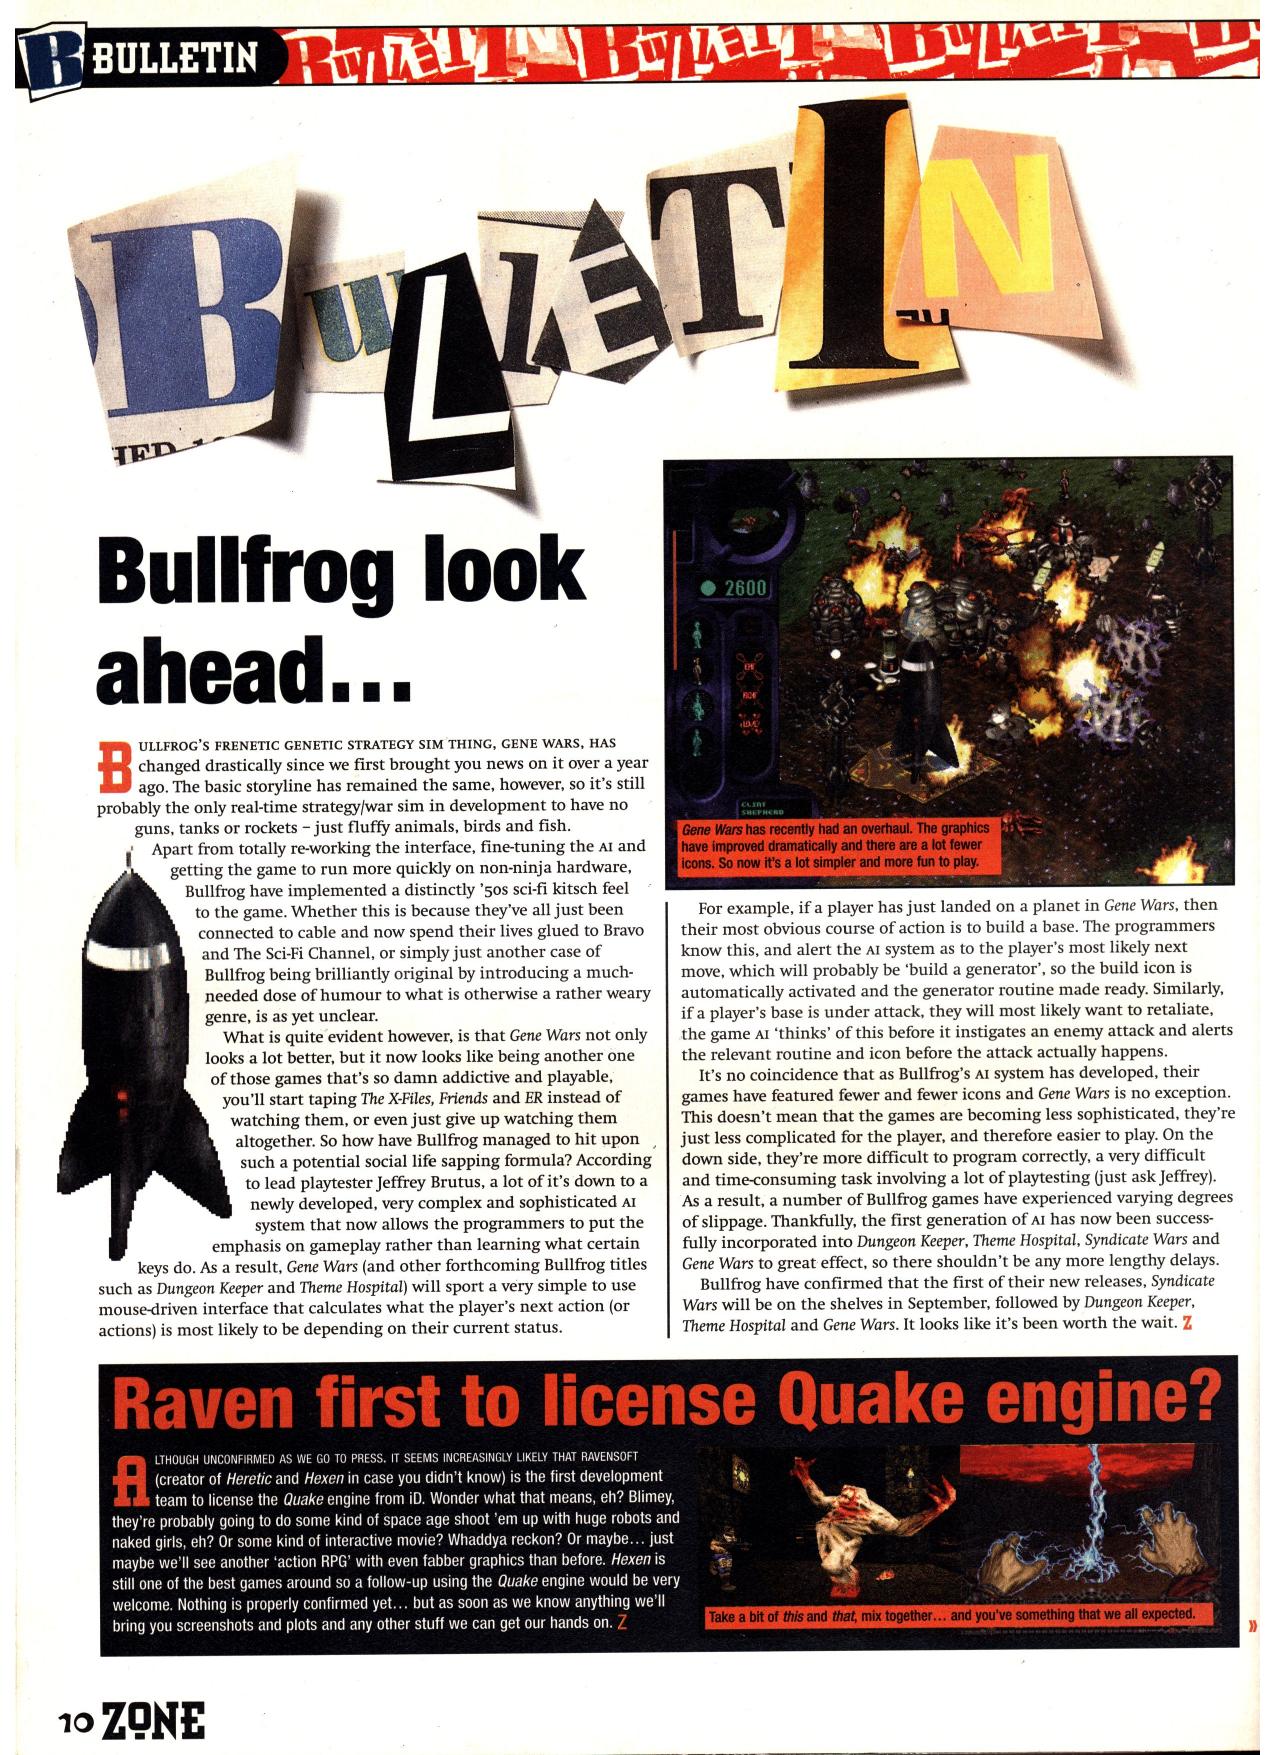 BULLETIN
BULLETIN BULLETIN BULLETIN
BULLETIN
Bullfrog look
ahead...
BULLFROG'S FRENETIC GENETIC STRATEGY SIM THING, GENE WARS, HAS
changed drastically since we first brought you news on it over a year
ago. The basic storyline has remained the same, however, so it's still
probably the only real-time strategy/war sim in development to have no
guns, tanks or rockets – just fluffy animals, birds and fish.
Apart from totally re-working the interface, fine-tuning the AI and
getting the game to run more quickly on non-ninja hardware,
Bullfrog have implemented a distinctly '50s sci-fi kitsch feel
to the game. Whether this is because they've all just been
connected to cable and now spend their lives glued to Bravo
and The Sci-Fi Channel, or simply just another case of
Bullfrog being brilliantly original by introducing a much-
needed dose of humour to what is otherwise a rather weary
genre, is as yet unclear.
What is quite evident however, is that Gene Wars not only
looks a lot better, but it now looks like being another one
of those games that's so damn addictive and playable,
you'll start taping The X-Files, Friends and ER instead of
watching them, or even just give up watching them
altogether. So how have Bullfrog managed to hit upon
such a potential social life sapping formula? According
to lead playtester Jeffrey Brutus, a lot of it's down to a
newly developed, very complex and sophisticated AI
system that now allows the programmers to put the
emphasis on gameplay rather than learning what certain
keys do. As a result, Gene Wars (and other forthcoming Bullfrog titles
such as Dungeon Keeper and Theme Hospital) will sport a very simple to use
mouse-driven interface that calculates what the player's next action (or
actions) is most likely to be depending on their current status.
2600
CLINT
SHEPHERD
Gene Wars has recently had an overhaul. The graphics
have improved dramatically and there are a lot fewer
icons. So now it's a lot simpler and more fun to play.
For example, if a player has just landed on a planet in Gene Wars, then
their most obvious course of action is to build a base. The programmers
know this, and alert the AI system as to the player's most likely next
move, which will probably be 'build a generator', so the build icon is
automatically activated and the generator routine made ready. Similarly,
if a player's base is under attack, they will most likely want to retaliate,
the game AI 'thinks' of this before it instigates an enemy attack and alerts
the relevant routine and icon before the attack actually happens.
It's no coincidence that as Bullfrog's AI system has developed, their
games have featured fewer and fewer icons and Gene Wars is no exception.
This doesn't mean that the games are becoming less sophisticated, they're
just less complicated for the player, and therefore easier to play. On the
down side, they're more difficult to program correctly, a very difficult
and time-consuming task involving a lot of playtesting (just ask Jeffrey).
As a result, a number of Bullfrog games have experienced varying degrees
of slippage. Thankfully, the first generation of AI has now been success-
fully incorporated into Dungeon Keeper, Theme Hospital, Syndicate Wars and
Gene Wars to great effect, so there shouldn't be any more lengthy delays.
Bullfrog have confirmed that the first of their new releases, Syndicate
Wars will be on the shelves in September, followed by Dungeon Keeper,
Theme Hospital and Gene Wars. It looks like it's been worth the wait. Z
Raven first to license Quake engine?
ALTHOUGH UNCONFIRMED AS WE GO TO PRESS, IT SEEMS INCREASINGLY LIKELY THAT RAVENSOFT
(creator of Heretic and Hexen in case you didn't know) is the first development
team to license the Quake engine from iD. Wonder what that means, eh? Blimey,
they're probably going to do some kind of space age shoot 'em up with huge robots and
naked girls, eh? Or some kind of interactive movie? Whaddya reckon? Or maybe... just
maybe we'll see another 'action RPG' with even fabber graphics than before. Hexen is
still one of the best games around so a follow-up using the Quake engine would be very
welcome. Nothing is properly confirmed yet... but as soon as we know anything we'll
bring you screenshots and plots and any other stuff we can get our hands on. Z
Take a bit of this and that, mix together... and you've something that we all expected.
»
10 ZONE